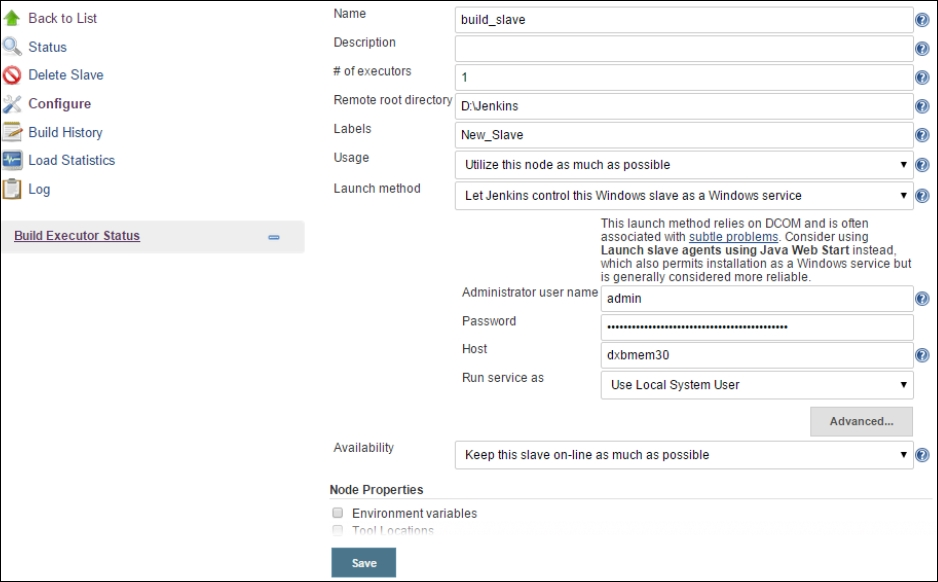 Back to List
Status
Delete Slave
Configure
Build History
Load Statistics
Log
Build Executor Status
Name
build_slave
Description
# of executors
1
Remote root directory
D:\Jenkins
Labels
New_Slave
Usage
Utilize this node as much as possible
Launch method
Let Jenkins control this Windows slave as a Windows service
This launch method relies on DCOM and is often
associated with subtle problems. Consider using
Launch slave agents using Java Web Start instead,
which also permits installation as a Windows service but
is generally considered more reliable.
Administrator user name
admin
Password
Host
dxbmem30
Run service as
Use Local System User
Advanced...
Availability
Keep this slave on-line as much as possible
Node Properties
Environment variables
Tool Locations
Save